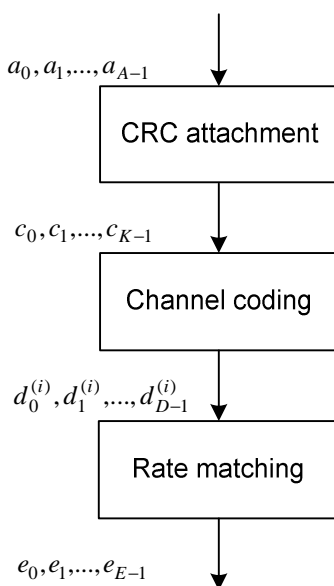 a_0, a_1,..., a_{A-1}
CRC attachment
c_0, c_1,..., c_{K-1}
Channel coding
d_0^{(i)}, d_1^{(i)},..., d_{D-1}^{(i)}
Rate matching
e_0, e_1,..., e_{E-1}